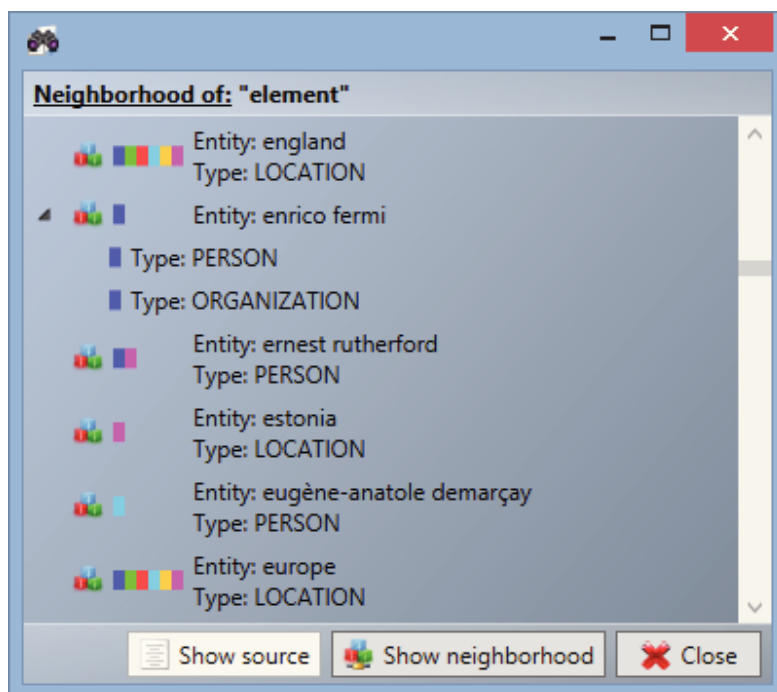 Neighborhood of: "element"
Entity: england
Type: LOCATION
Entity: enrico fermi
Type: PERSON
Type: ORGANIZATION
Entity: ernest rutherford
Type: PERSON
Entity: estonia
Type: LOCATION
Entity: eugène-anatole demarçay
Type: PERSON
Entity: europe
Type: LOCATION
Show source Show neighborhood Close